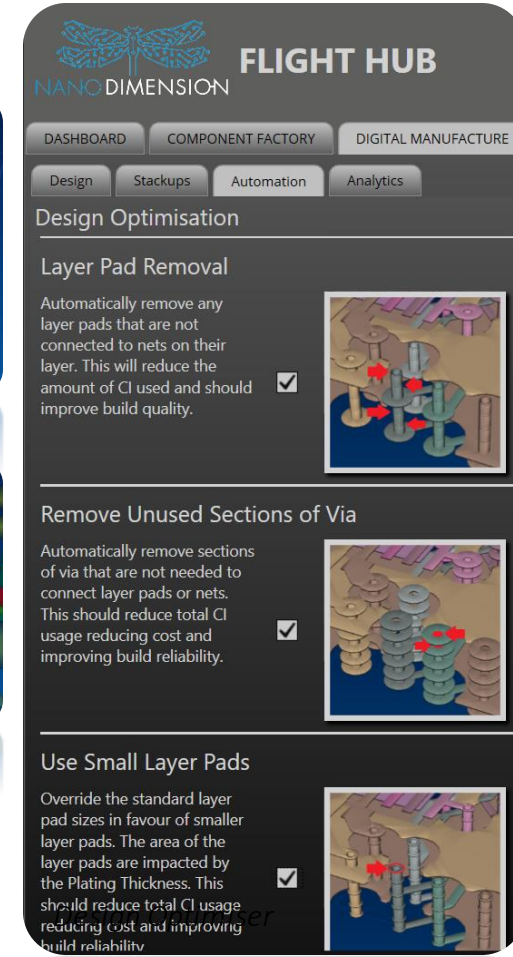 FLIGHT HUB
NANODIMENSION
DASHBOARD
COMPONENT FACTORY
DIGITAL MANUFACTURE
Design
Stackups
Automation
Analytics
Design Optimisation
Layer Pad Removal
Automatically remove any
layer pads that are not
connected to nets on their
layer. This will reduce the
amount of CI used and should
improve build quality.
Remove Unused Sections of Via
Automatically remove sections
of via that are not needed to
connect layer pads or nets.
This should reduce total CI
usage reducing cost and
improving build reliability.
Use Small Layer Pads
Override the standard layer
pad sizes in favour of smaller
layer pads. The area of the
layer pads are impacted by
the Plating Thickness. This
should reduce total CI usage
reducing cost and improving
build reliability
Design Optimiser